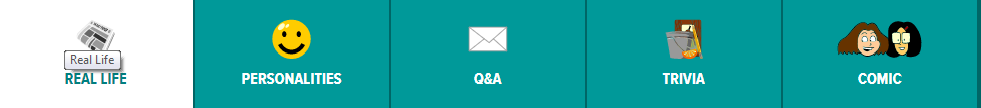 Real Life
REAL LIFE
PERSONALITIES
Q&A
TRIVIA
COMIC